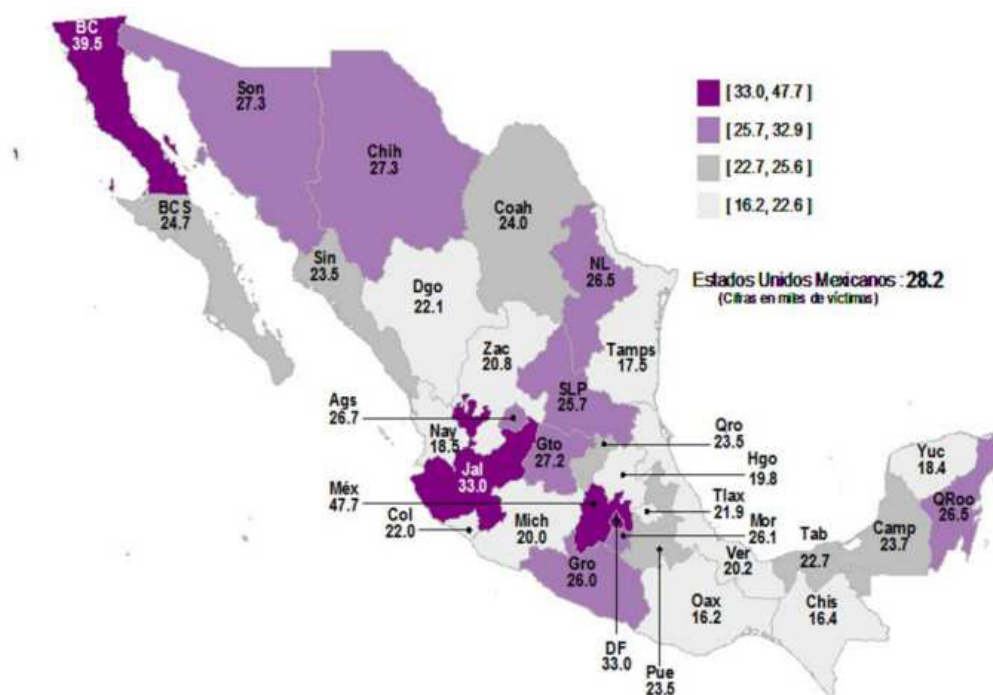 BC
39.5
Son
27.3
Chih
27.3
[ 33.0, 47.7 ]
[ 25.7, 32.9 ]
[ 22.7, 25.6 ]
[ 16.2, 22.6 ]
Coah
24.0
BC S
24.7
Sin
23.5
NL
26.5
Estados Unidos Mexicanos : 28.2
(Cifras en miles de víctimas)
Dgo
22.1
Zac
20.8
Tamps
17.5
SLP
25.7
Ags
26.7
Nay
18.5
Gto
27.2
Qro
23.5
Hgo
19.8
Yuc
18.4
Jal
33.0
Méx
47.7
Tlax
21.9
QRoo
26.5
Col
22.0
Mich
20.0
Mor
26.1
Camp
23.7
Tab
22.7
Ver
20.2
Gro
26.0
Oax
16.2
Chis
16.4
DF
33.0
Pue
23.5